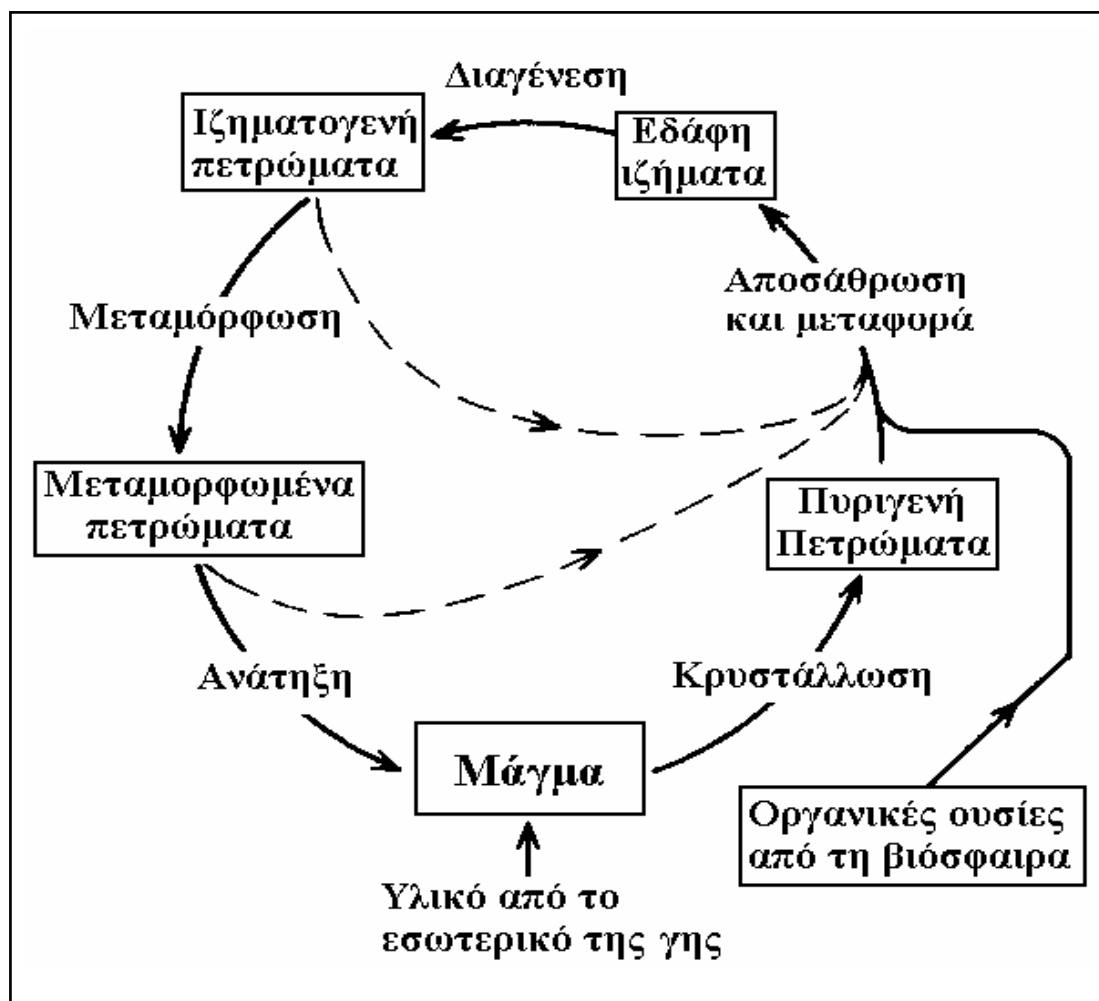 Διαγένεση
Ιζηματογενή
πετρώματα
Εδάφη
ιζήματα
Αποσάθρωση
και μεταφορά
Μεταμόρφωση
Μεταμορφωμένα
πετρώματα
Πυριγενή
Πετρώματα
Ανάτηξη
Κρυστάλλωση
Μάγμα
Οργανικές ουσίες
από τη βιόσφαιρα
Υλικό από το
εσωτερικό της γης